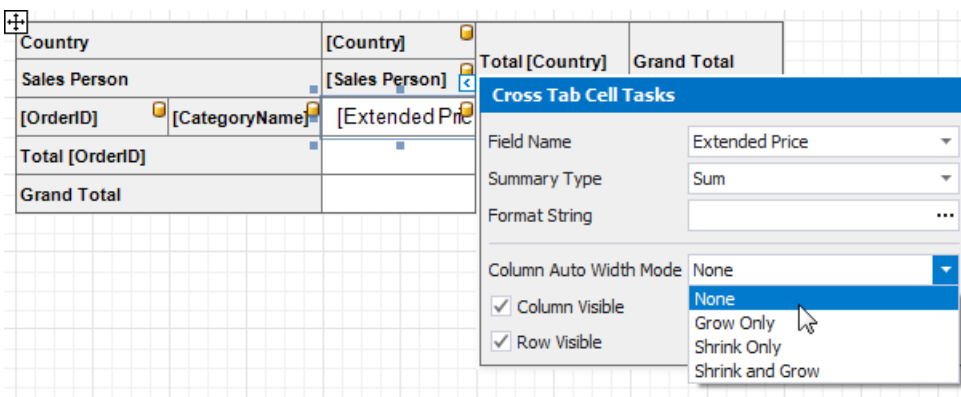 Country [Country]
Total [Country] Grand Total
Sales Person [Sales Person]
Cross Tab Cell Tasks
[OrderID] [CategoryName] [Extended Price
Total [OrderID]
Grand Total
Field Name Extended Price
Summary Type Sum
Format String ...
Column Auto Width Mode None
Column Visible
Row Visible
None
Grow Only
Shrink Only
Shrink and Grow